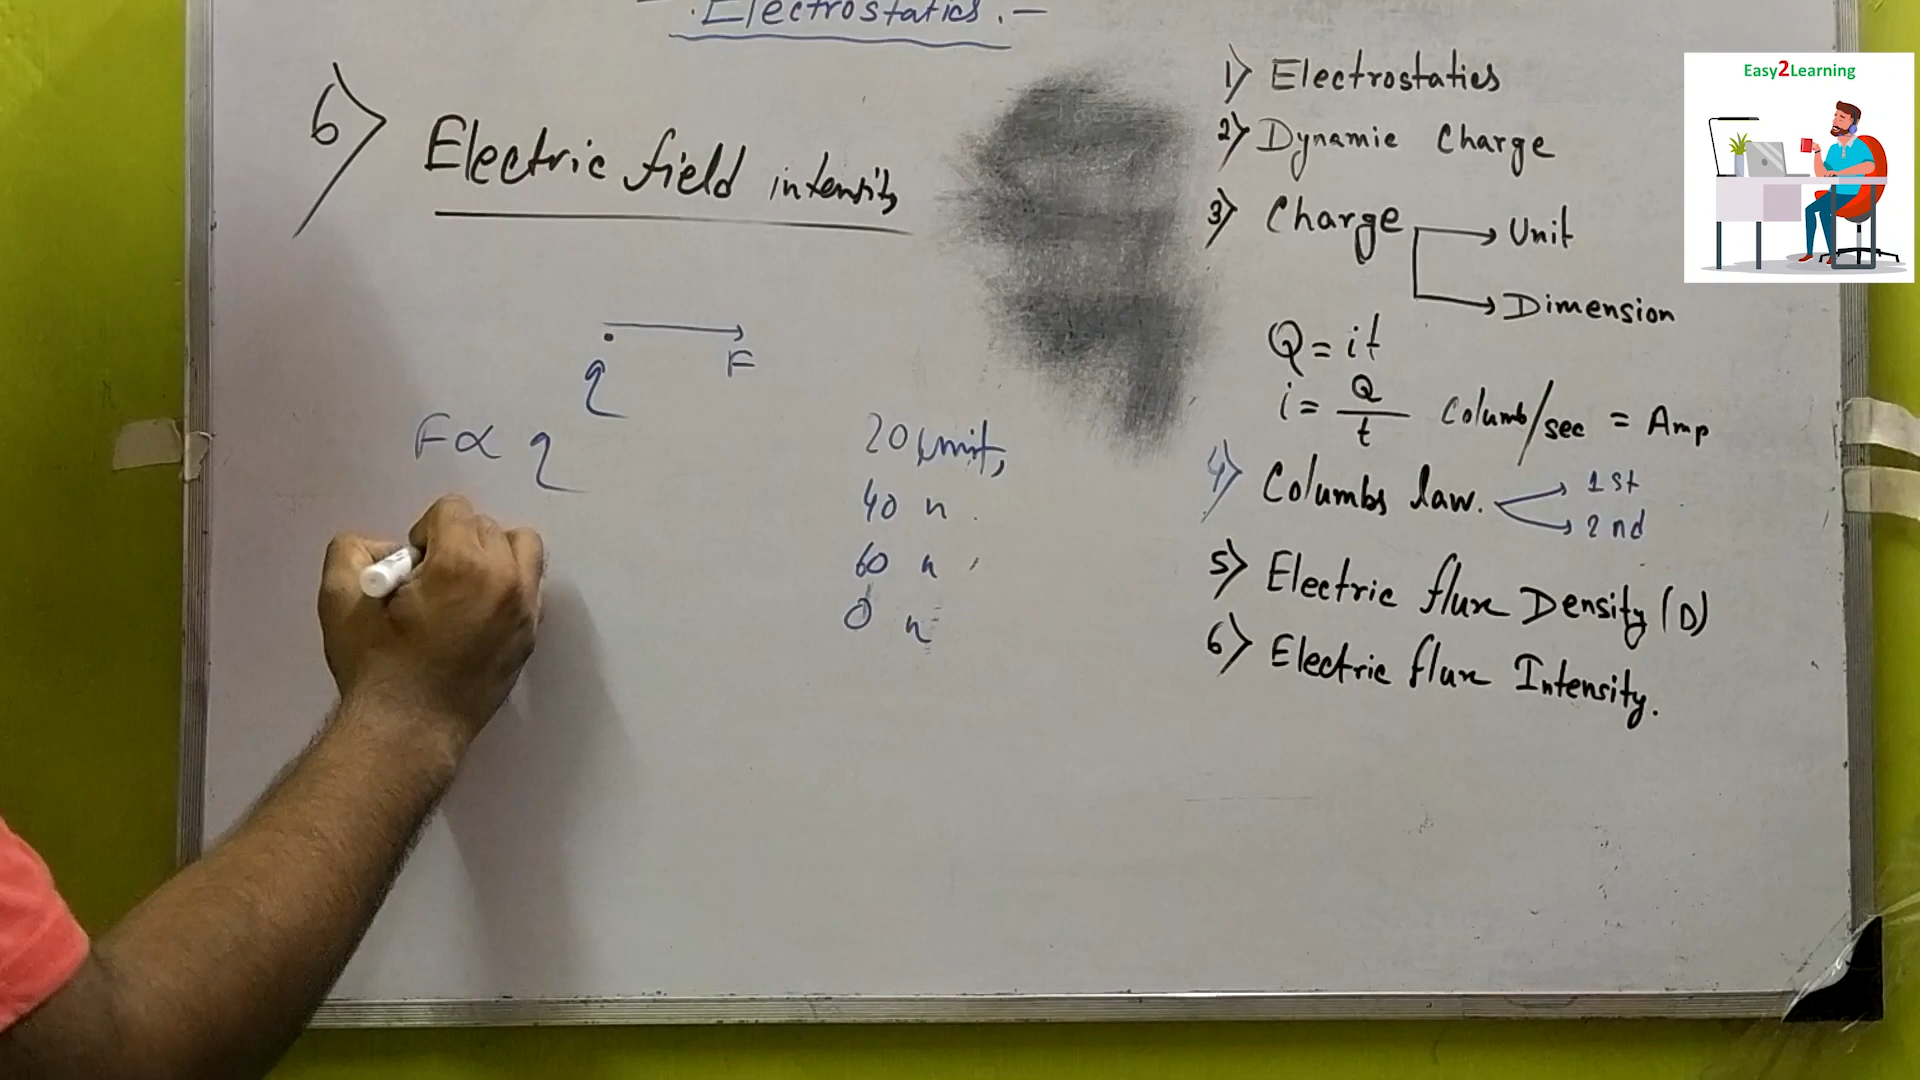 Electrostatics. -
6) Electric field intensity
q F
F ∝ q
20 unit,
40 n .
60 n ,
0 n
1) Electrostatics
2) Dynamic Charge
3) Charge → Unit
→ Dimension
Q = it
i = Q/t Columb/sec = Amp
4) Columbs law. → 1st
→ 2nd
5) Electric flux Density (D)
6) Electric flux Intensity.
Easy2Learning